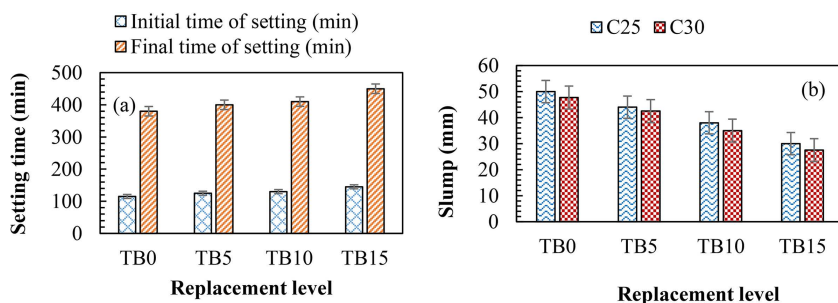 Initial time of setting (min)
Final time of setting (min)
Setting time (min)
500
400
300
200
100
0
(a)
TB0 TB5 TB10 TB15
Replacement level
C25 C30
Slump (mm)
60
50
40
30
20
10
0
(b)
TB0 TB5 TB10 TB15
Replacement level